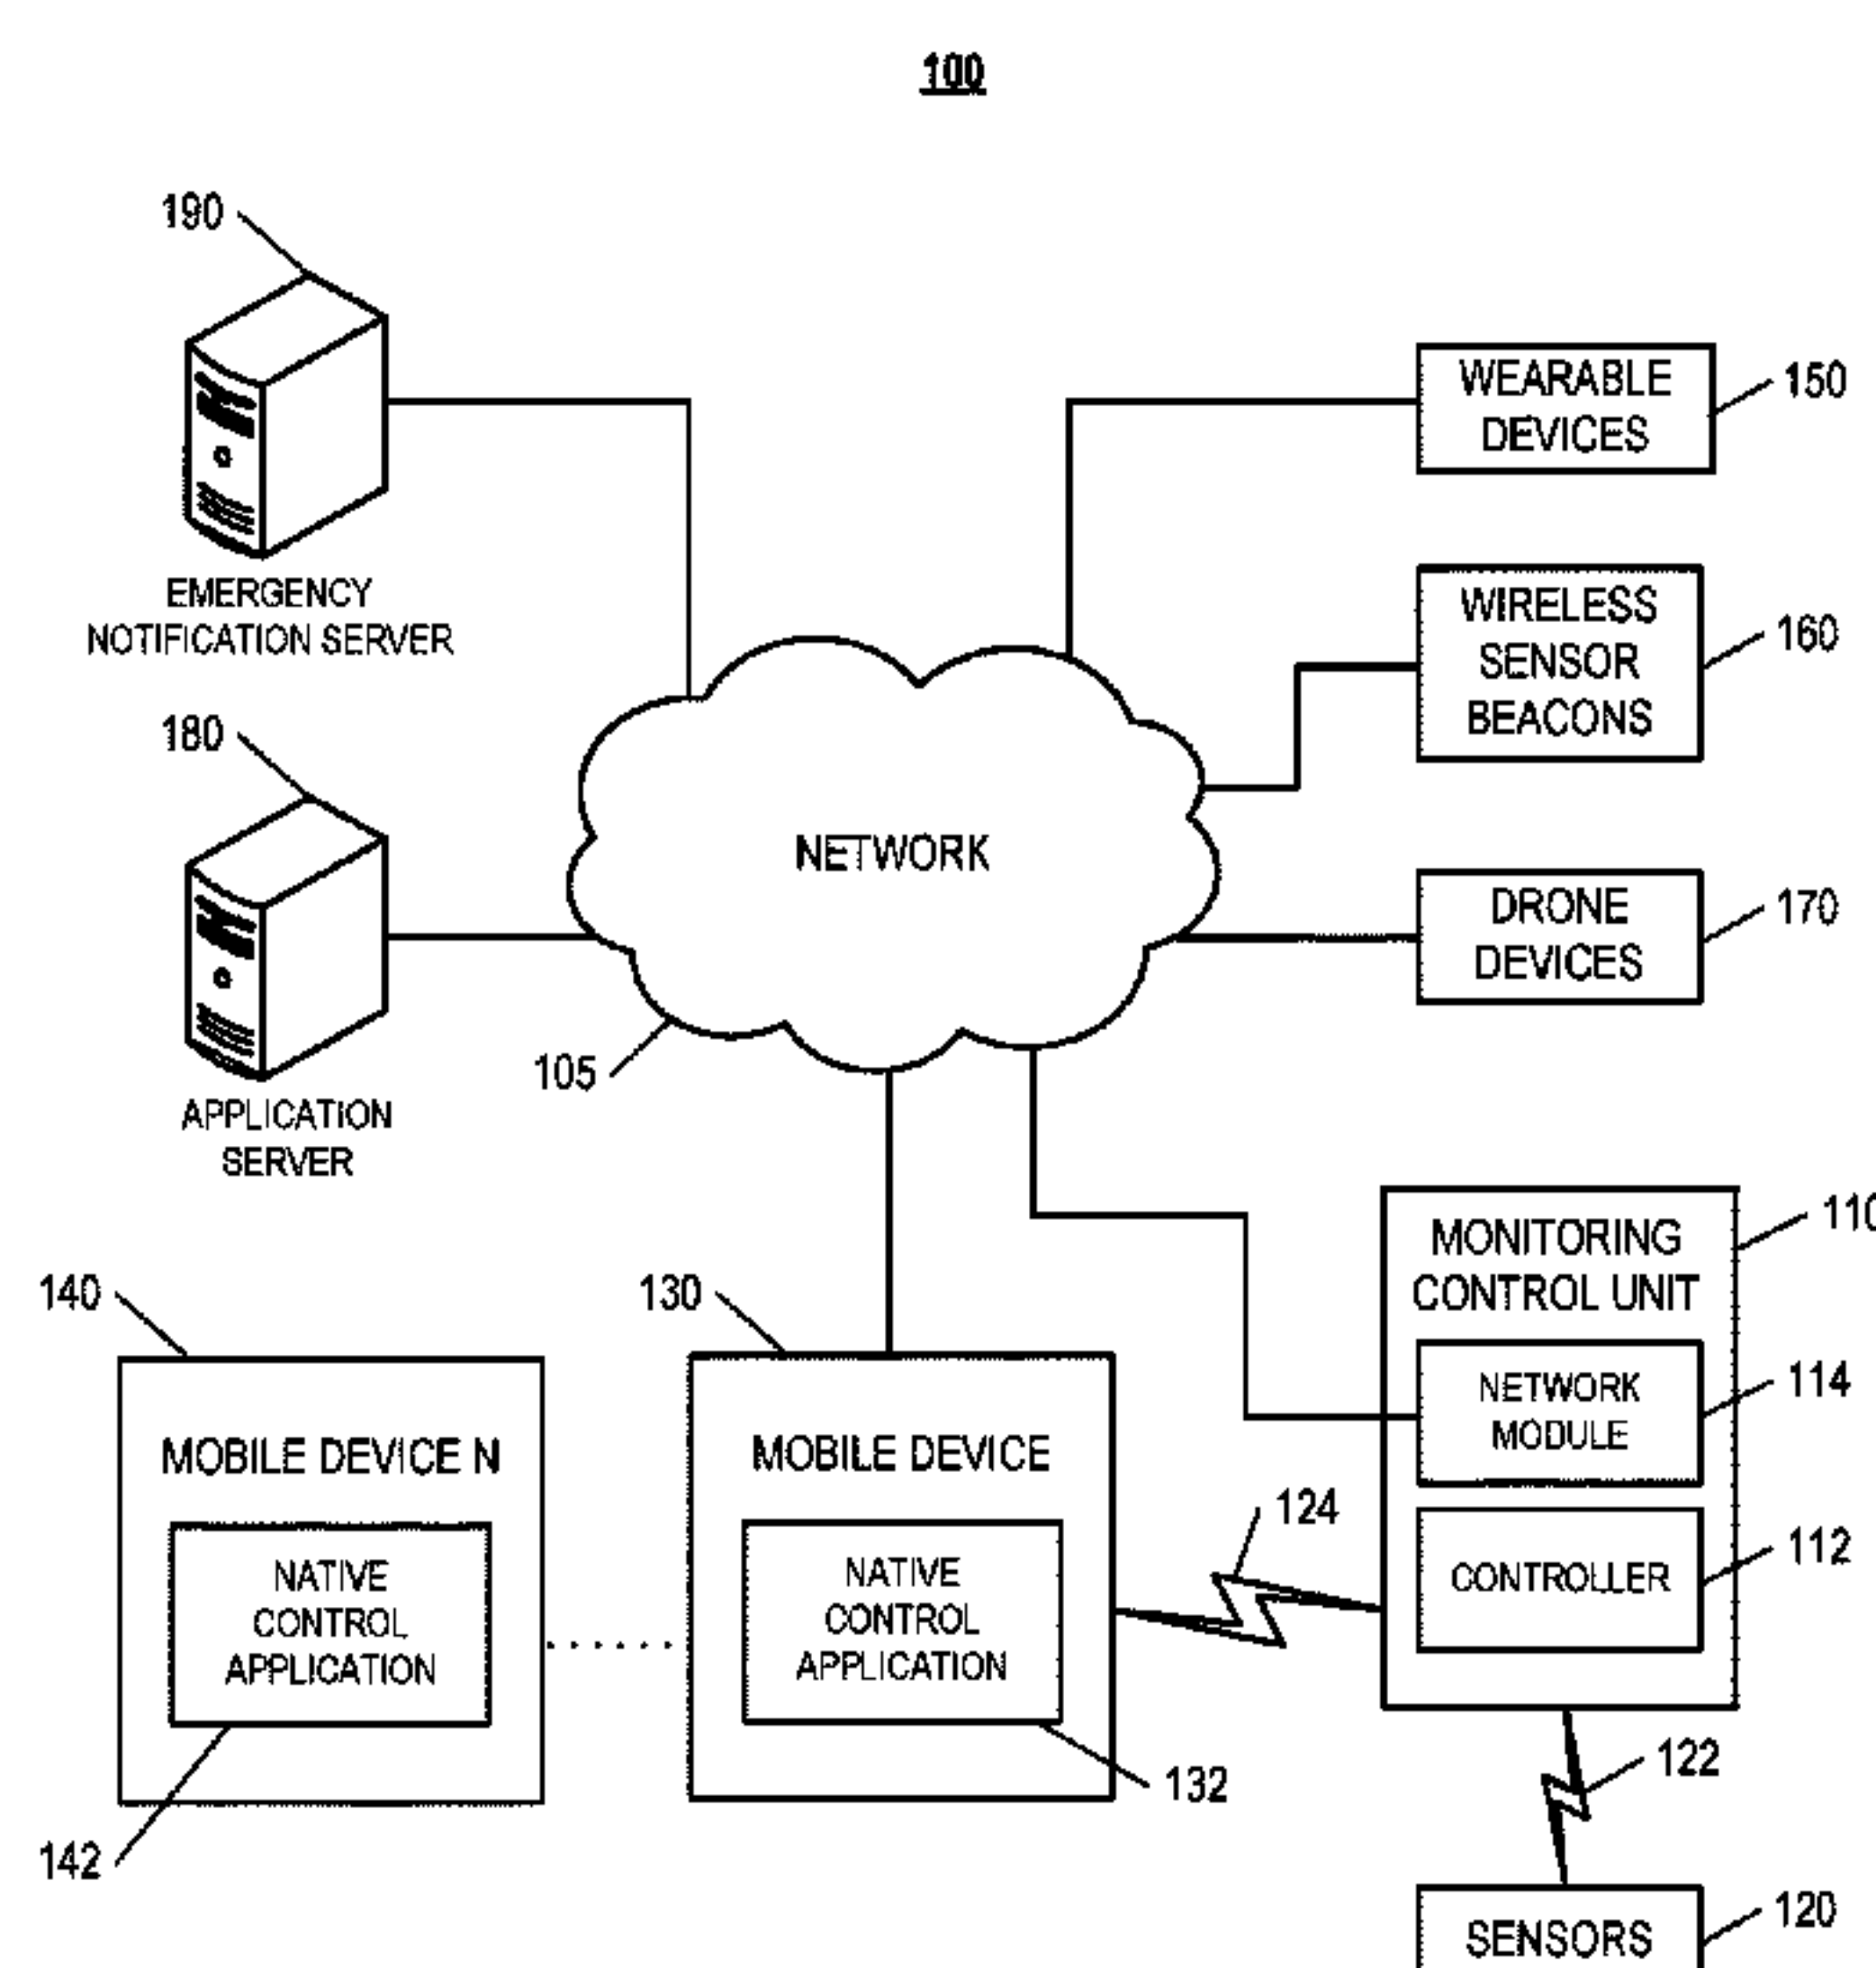 100
190
EMERGENCY
NOTIFICATION SERVER
WEARABLE
DEVICES
150
WIRELESS
SENSOR
BEACONS
160
180
APPLICATION
SERVER
NETWORK
105
DRONE
DEVICES
170
MONITORING
CONTROL UNIT
110
NETWORK
MODULE
114
CONTROLLER
112
140
MOBILE DEVICE N
NATIVE
CONTROL
APPLICATION
142
130
MOBILE DEVICE
NATIVE
CONTROL
APPLICATION
132
124
122
SENSORS
120